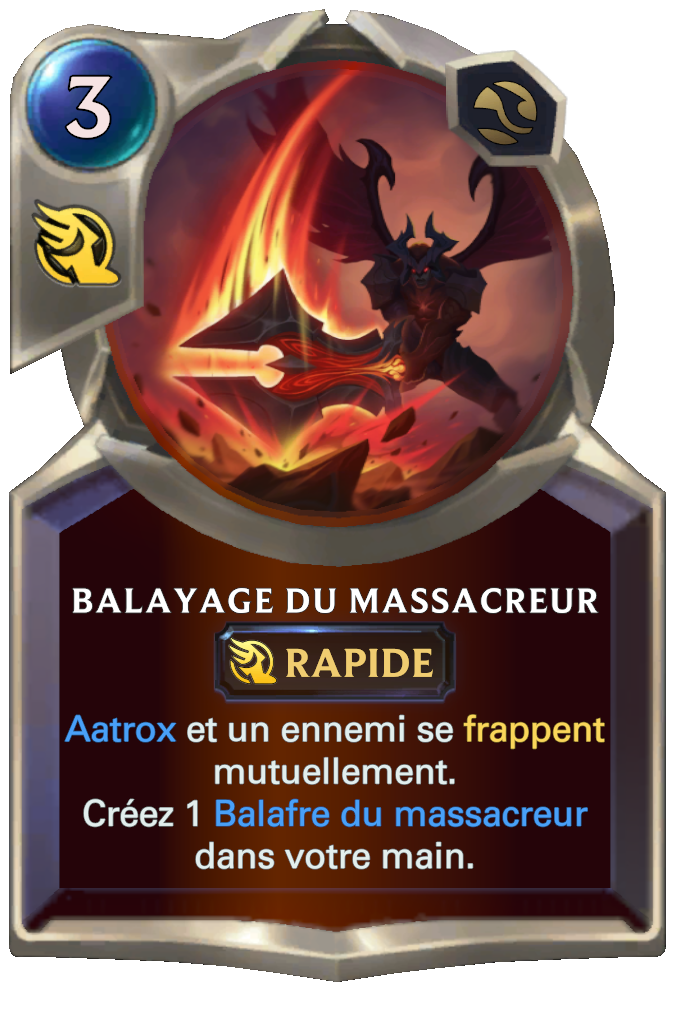 3
BALAYAGE DU MASSACREUR
RAPIDE
Aatrox et un ennemi se frappent
mutuellement.
Créez 1 Balafre du massacreur
dans votre main.